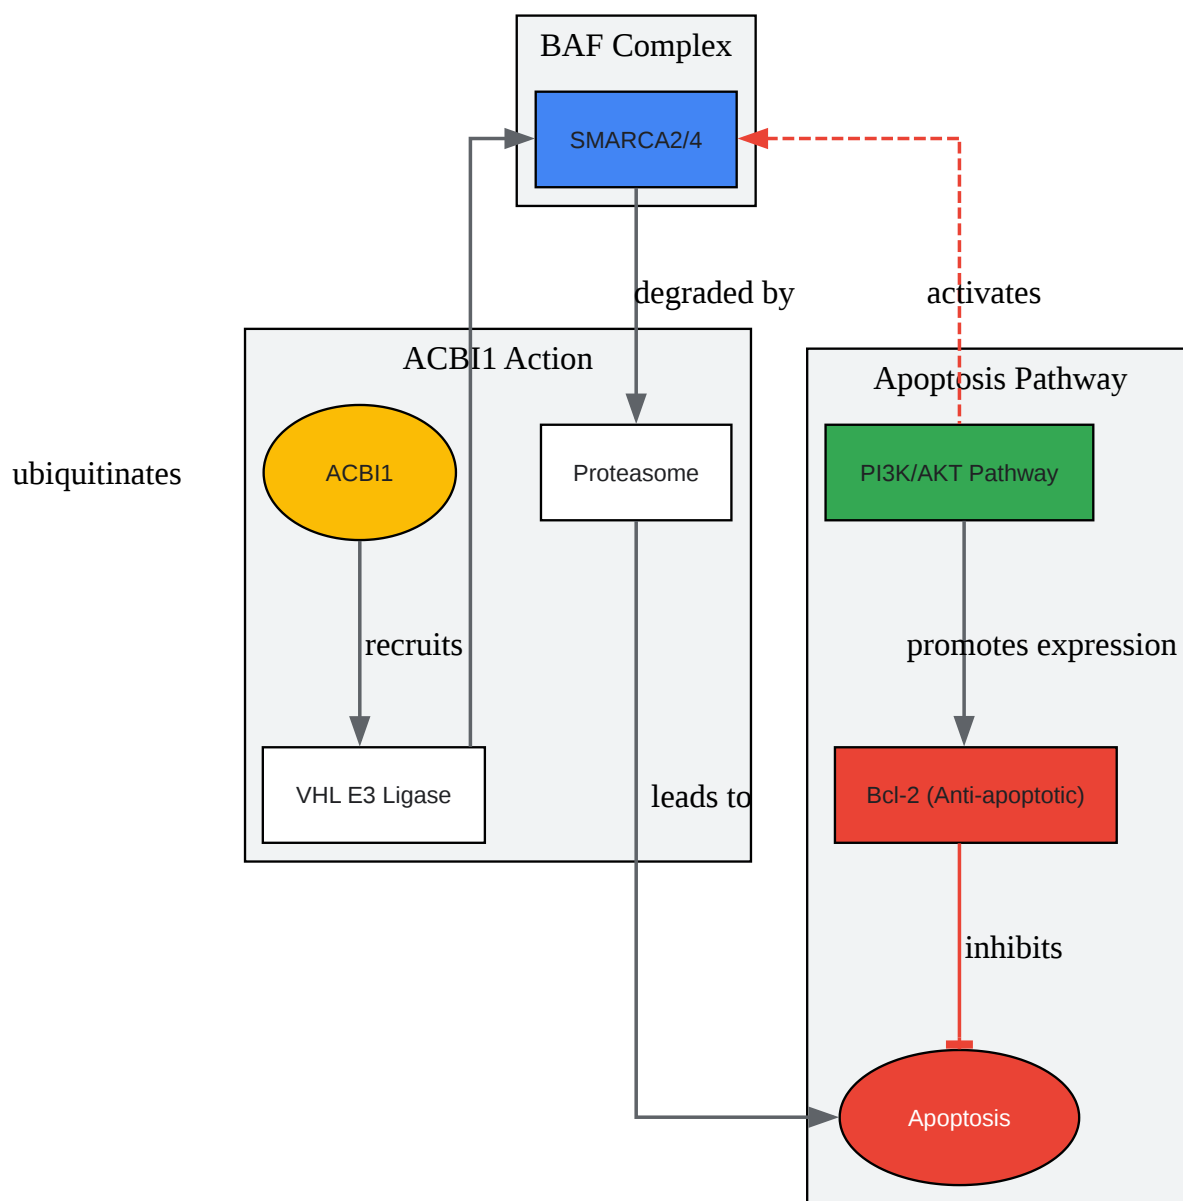 BAF Complex
SMARCA2/4
degraded by
activates
ACBI1 Action
Apoptosis Pathway
ubiquitinates
ACBI1
Proteasome
PI3K/AKT Pathway
recruits
promotes expression
VHL E3 Ligase
leads to
Bcl-2 (Anti-apoptotic)
inhibits
Apoptosis